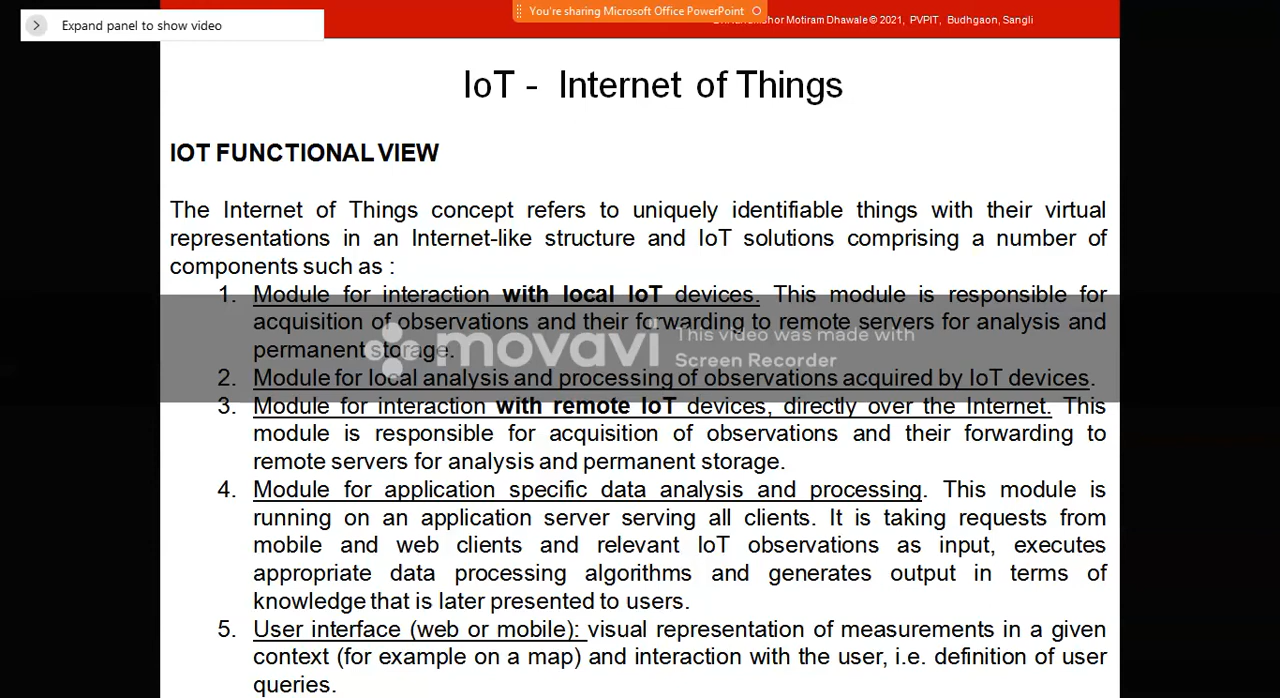 You're sharing Microsoft Office PowerPoint
Expand panel to show video
Motiram Dhawale © 2021, PVPIT, Budhgaon, Sangli
IoT - Internet of Things
IOT FUNCTIONAL VIEW
The Internet of Things concept refers to uniquely identifiable things with their virtual
representations in an Internet-like structure and IoT solutions comprising a number of
components such as :
1. Module for interaction with local IoT devices. This module is responsible for
acquisition of observations and their forwarding to remote servers for analysis and
permanent storage.
movavi
This video was made with
Screen Recorder
2. Module for local analysis and processing of observations acquired by IoT devices.
3. Module for interaction with remote IoT devices, directly over the Internet. This
module is responsible for acquisition of observations and their forwarding to
remote servers for analysis and permanent storage.
4. Module for application specific data analysis and processing. This module is
running on an application server serving all clients. It is taking requests from
mobile and web clients and relevant IoT observations as input, executes
appropriate data processing algorithms and generates output in terms of
knowledge that is later presented to users.
5. User interface (web or mobile): visual representation of measurements in a given
context (for example on a map) and interaction with the user, i.e. definition of user
queries.